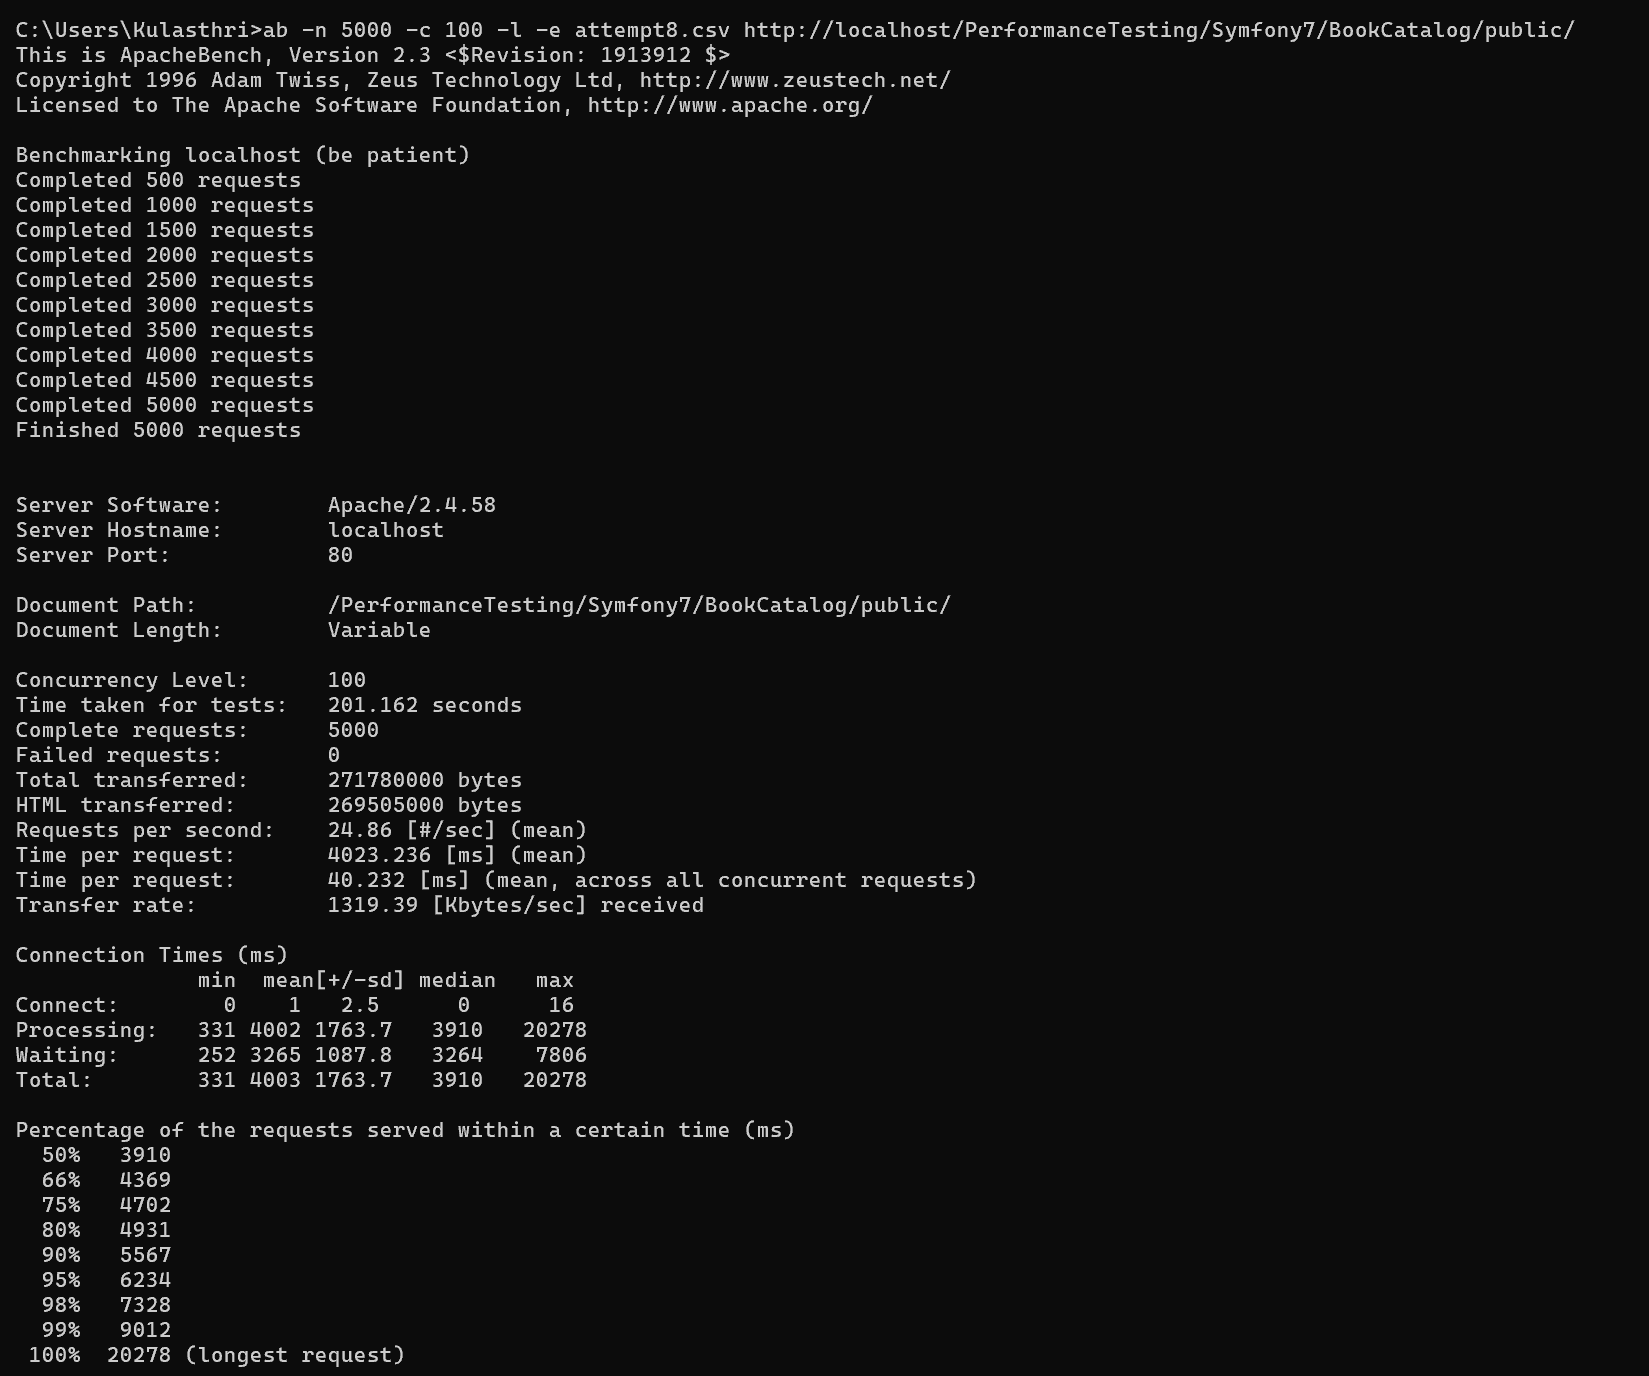 C:\Users\Kulasthri>ab -n 5000 -c 100 -l -e attempt8.csv http://localhost/PerformanceTesting/Symfony7/BookCatalog/public/
This is ApacheBench, Version 2.3 <$Revision: 1913912 $>
Copyright 1996 Adam Twiss, Zeus Technology Ltd, http://www.zeustech.net/
Licensed to The Apache Software Foundation, http://www.apache.org/

Benchmarking localhost (be patient)
Completed 500 requests
Completed 1000 requests
Completed 1500 requests
Completed 2000 requests
Completed 2500 requests
Completed 3000 requests
Completed 3500 requests
Completed 4000 requests
Completed 4500 requests
Completed 5000 requests
Finished 5000 requests


Server Software:        Apache/2.4.58
Server Hostname:        localhost
Server Port:            80

Document Path:          /PerformanceTesting/Symfony7/BookCatalog/public/
Document Length:        Variable

Concurrency Level:      100
Time taken for tests:   201.162 seconds
Complete requests:      5000
Failed requests:        0
Total transferred:      271780000 bytes
HTML transferred:       269505000 bytes
Requests per second:    24.86 [#/sec] (mean)
Time per request:       4023.236 [ms] (mean)
Time per request:       40.232 [ms] (mean, across all concurrent requests)
Transfer rate:          1319.39 [Kbytes/sec] received

Connection Times (ms)
              min  mean[+/-sd] median   max
Connect:        0    1   2.5      0      16
Processing:   331 4002 1763.7   3910   20278
Waiting:      252 3265 1087.8   3264    7806
Total:        331 4003 1763.7   3910   20278

Percentage of the requests served within a certain time (ms)
  50%   3910
  66%   4369
  75%   4702
  80%   4931
  90%   5567
  95%   6234
  98%   7328
  99%   9012
 100%  20278 (longest request)